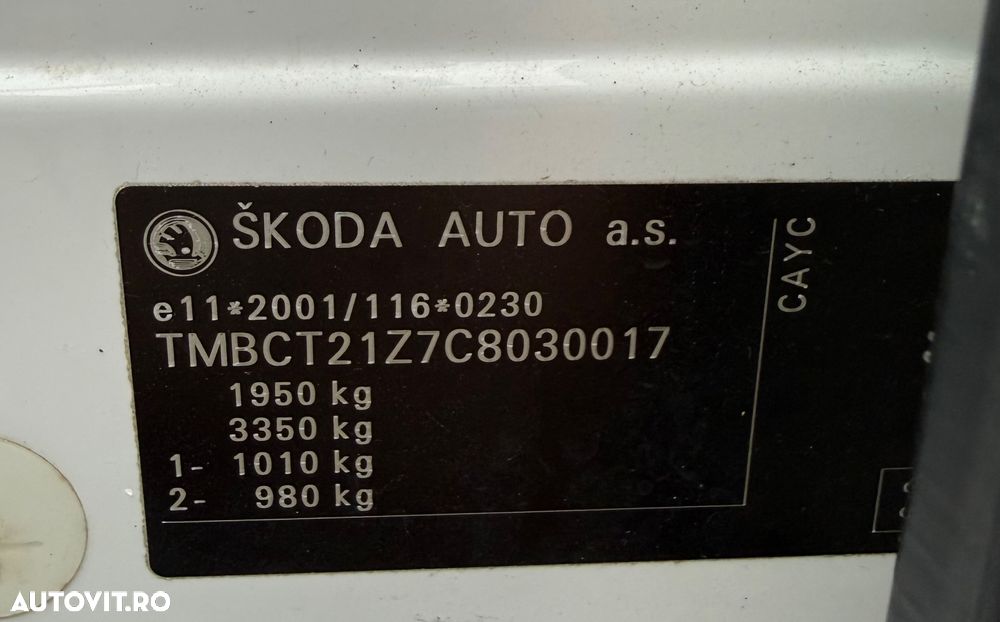 ŠKODA AUTO a.s.
e11*2001/116*0230
TMBCT21Z7C8030017
1950 kg
3350 kg
1- 1010 kg
2- 980 kg
CAYC
AUTOVIT.RO